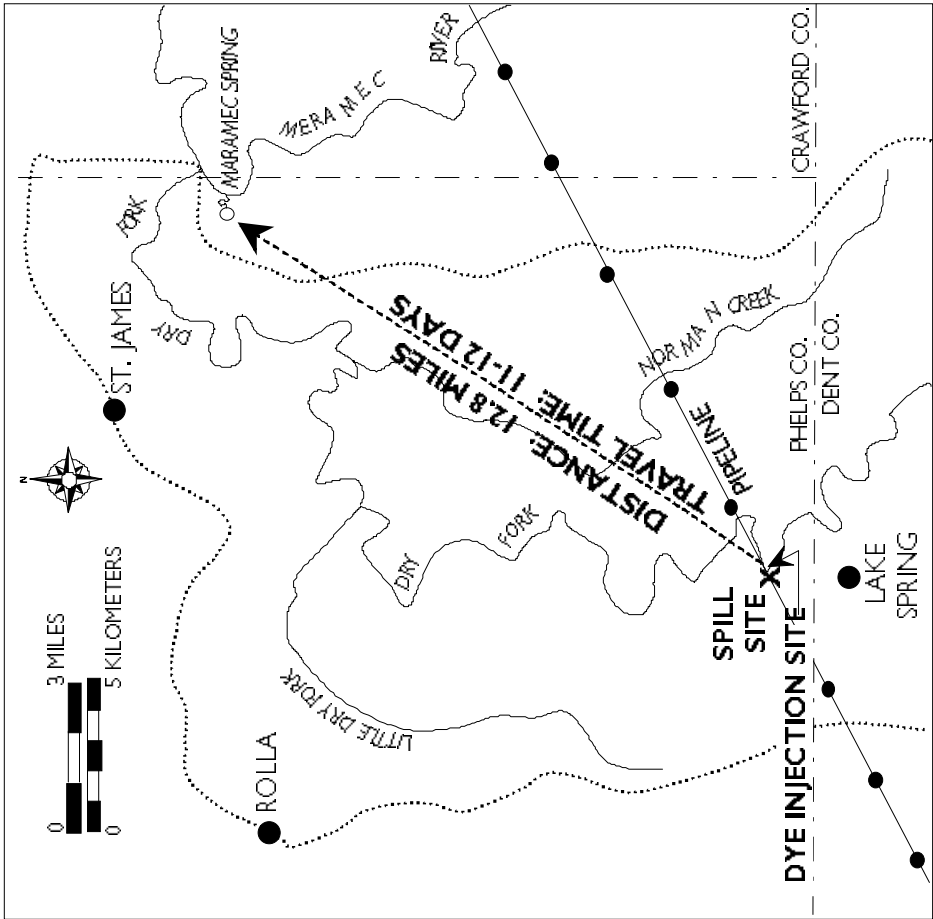 0
3 MILES
0
5 KILOMETERS
N
ST. JAMES
ROLLA
LITTLE DRY FORK
DRY
FORK
DRY
FORK
MARAMEC SPRING
MERAMEC
RIVER
DISTANCE: 12.8 MILES
TRAVEL TIME: 11-12 DAYS
NORMAN CREEK
PIPELINE
SPILL
SITE
X
DYE INJECTION SITE
LAKE
SPRING
PHELPS CO.
DENT CO.
CRAWFORD CO.